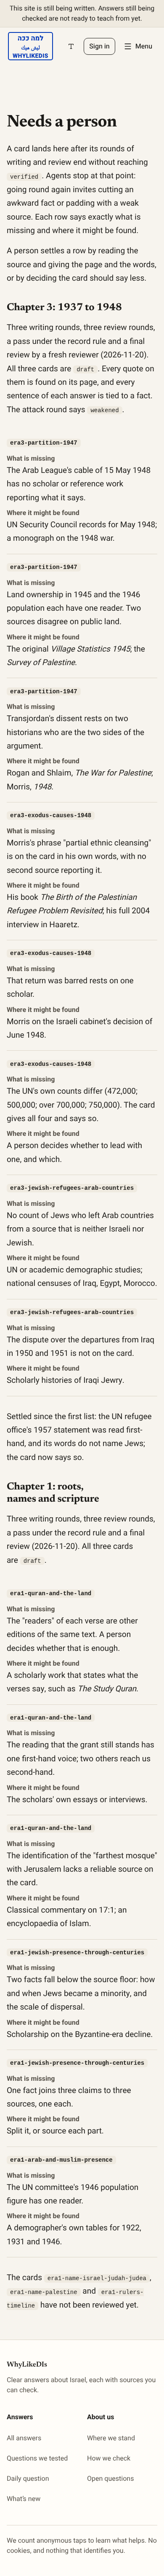 This site is still being written. Answers still being
checked are not ready to teach from yet.
למה ככה
ليش هيك
WHYLIKEDIS
Sign in
Menu
Needs a person
A card lands here after its rounds of
writing and review end without reaching
verified. Agents stop at that point:
going round again invites cutting an
awkward fact or padding with a weak
source. Each row says exactly what is
missing and where it might be found.
A person settles a row by reading the
source and giving the page and the words,
or by deciding the card should say less.
Chapter 3: 1937 to 1948
Three writing rounds, three review rounds,
a pass under the record rule and a final
review by a fresh reviewer (2026-11-20).
All three cards are draft. Every quote on
them is found on its page, and every
sentence of each answer is tied to a fact.
The attack round says weakened.
era3-partition-1947
What is missing
The Arab League's cable of 15 May 1948
has no scholar or reference work
reporting what it says.
Where it might be found
UN Security Council records for May 1948;
a monograph on the 1948 war.
era3-partition-1947
What is missing
Land ownership in 1945 and the 1946
population each have one reader. Two
sources disagree on public land.
Where it might be found
The original Village Statistics 1945; the
Survey of Palestine.
era3-partition-1947
What is missing
Transjordan's dissent rests on two
historians who are the two sides of the
argument.
Where it might be found
Rogan and Shlaim, The War for Palestine;
Morris, 1948.
era3-exodus-causes-1948
What is missing
Morris's phrase "partial ethnic cleansing"
is on the card in his own words, with no
second source reporting it.
Where it might be found
His book The Birth of the Palestinian
Refugee Problem Revisited; his full 2004
interview in Haaretz.
era3-exodus-causes-1948
What is missing
That return was barred rests on one
scholar.
Where it might be found
Morris on the Israeli cabinet's decision of
June 1948.
era3-exodus-causes-1948
What is missing
The UN's own counts differ (472,000;
500,000; over 700,000; 750,000). The card
gives all four and says so.
Where it might be found
A person decides whether to lead with
one, and which.
era3-jewish-refugees-arab-countries
What is missing
No count of Jews who left Arab countries
from a source that is neither Israeli nor
Jewish.
Where it might be found
UN or academic demographic studies;
national censuses of Iraq, Egypt, Morocco.
era3-jewish-refugees-arab-countries
What is missing
The dispute over the departures from Iraq
in 1950 and 1951 is not on the card.
Where it might be found
Scholarly histories of Iraqi Jewry.
Settled since the first list: the UN refugee
office's 1957 statement was read first-
hand, and its words do not name Jews;
the card now says so.
Chapter 1: roots,
names and scripture
Three writing rounds, three review rounds,
a pass under the record rule and a final
review (2026-11-20). All three cards
are draft.
era1-quran-and-the-land
What is missing
The "readers" of each verse are other
editions of the same text. A person
decides whether that is enough.
Where it might be found
A scholarly work that states what the
verses say, such as The Study Quran.
era1-quran-and-the-land
What is missing
The reading that the grant still stands has
one first-hand voice; two others reach us
second-hand.
Where it might be found
The scholars' own essays or interviews.
era1-quran-and-the-land
What is missing
The identification of the "farthest mosque"
with Jerusalem lacks a reliable source on
the card.
Where it might be found
Classical commentary on 17:1; an
encyclopaedia of Islam.
era1-jewish-presence-through-centuries
What is missing
Two facts fall below the source floor: how
and when Jews became a minority, and
the scale of dispersal.
Where it might be found
Scholarship on the Byzantine-era decline.
era1-jewish-presence-through-centuries
What is missing
One fact joins three claims to three
sources, one each.
Where it might be found
Split it, or source each part.
era1-arab-and-muslim-presence
What is missing
The UN committee's 1946 population
figure has one reader.
Where it might be found
A demographer's own tables for 1922,
1931 and 1946.
The cards era1-name-israel-judah-judea,
era1-name-palestine and era1-rulers-
timeline have not been reviewed yet.
WhyLikeDIs
Clear answers about Israel, each with sources you
can check.
Answers
All answers
Questions we tested
Daily question
What's new
About us
Where we stand
How we check
Open questions
We count anonymous taps to learn what helps. No
cookies, and nothing that identifies you.